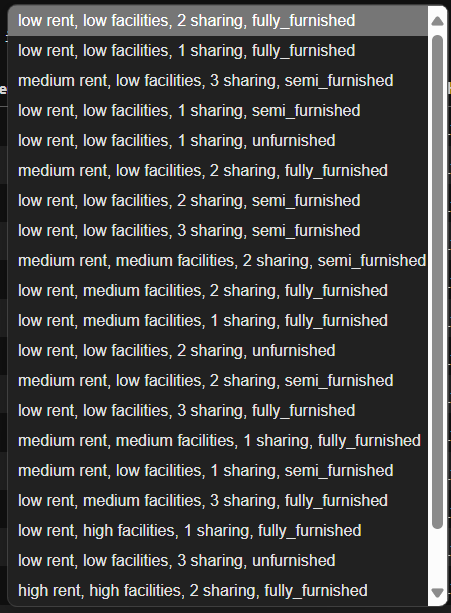 low rent, low facilities, 2 sharing, fully_furnished
low rent, low facilities, 1 sharing, fully_furnished
medium rent, low facilities, 3 sharing, semi_furnished
low rent, low facilities, 1 sharing, semi_furnished
low rent, low facilities, 1 sharing, unfurnished
medium rent, low facilities, 2 sharing, fully_furnished
low rent, low facilities, 2 sharing, semi_furnished
low rent, low facilities, 3 sharing, semi_furnished
medium rent, medium facilities, 2 sharing, semi_furnished
low rent, medium facilities, 2 sharing, fully_furnished
low rent, medium facilities, 1 sharing, fully_furnished
low rent, low facilities, 2 sharing, unfurnished
medium rent, low facilities, 2 sharing, semi_furnished
low rent, low facilities, 3 sharing, fully_furnished
medium rent, medium facilities, 1 sharing, fully_furnished
medium rent, low facilities, 1 sharing, semi_furnished
low rent, medium facilities, 3 sharing, fully_furnished
low rent, high facilities, 1 sharing, fully_furnished
low rent, low facilities, 3 sharing, unfurnished
high rent, high facilities, 2 sharing, fully_furnished